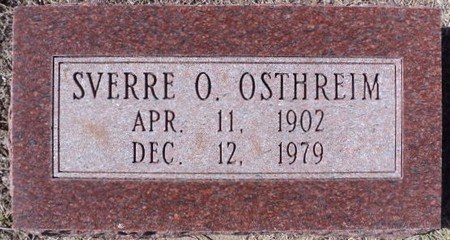 SVERRE O. OSTHREIM
APR. 11, 1902
DEC. 12, 1979